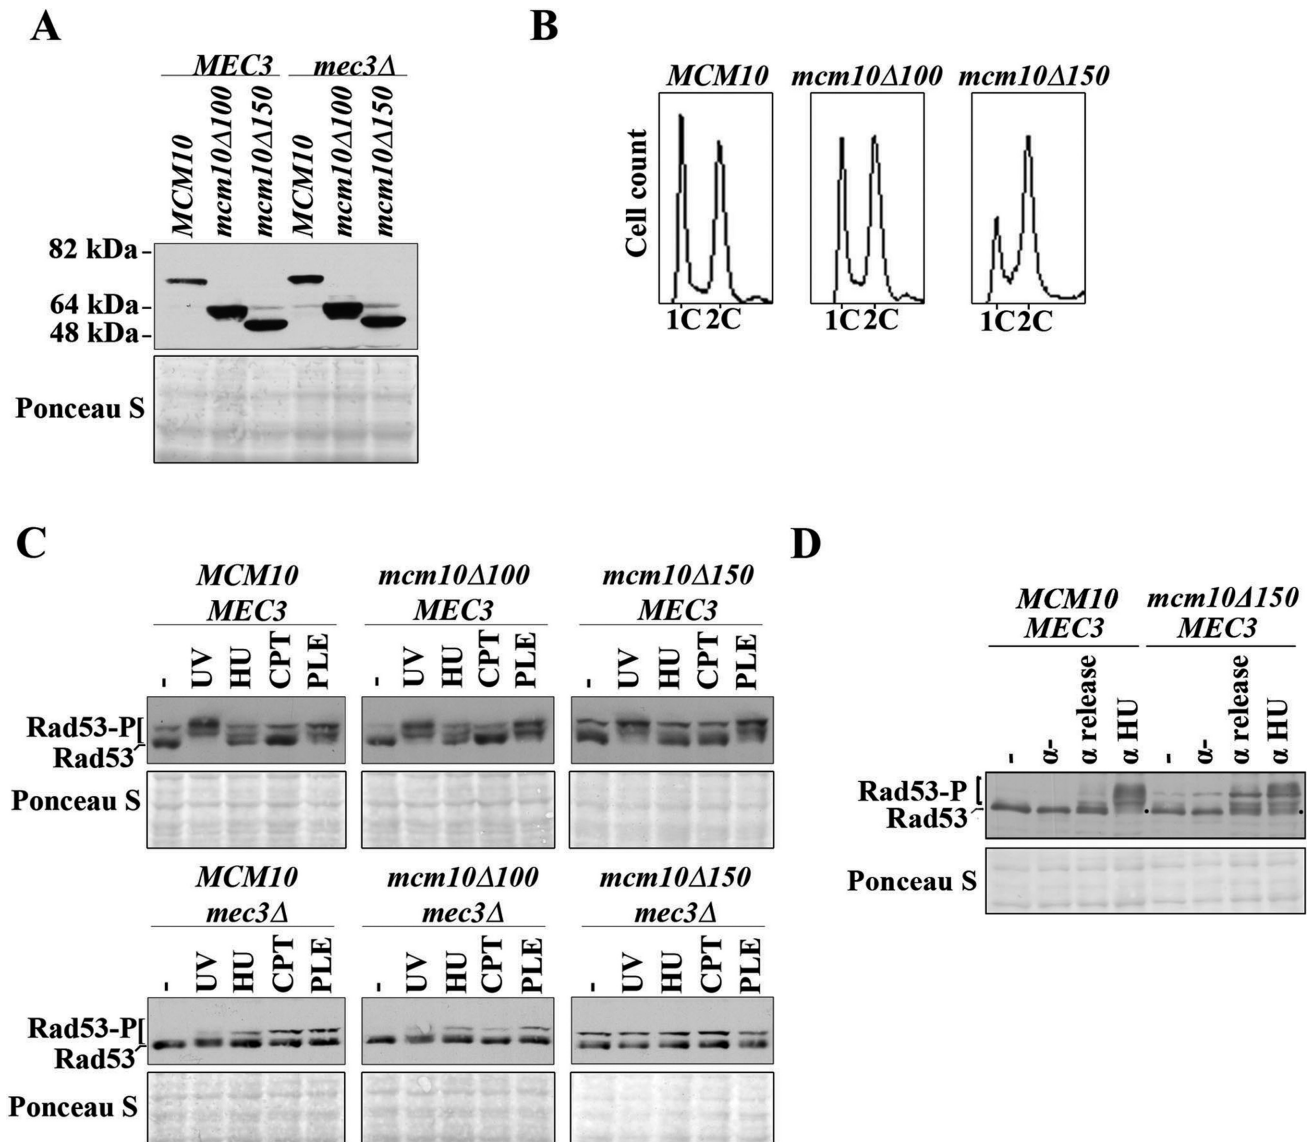 A
MEC3 mec3Δ
MCM10 mcm10Δ100 mcm10Δ150 MCM10 mcm10Δ100 mcm10Δ150
82 kDa
64 kDa
48 kDa
Ponceau S
B
MCM10 mcm10Δ100 mcm10Δ150
Cell count
1C 2C 1C 2C 1C 2C
C
MCM10 mcm10Δ100 mcm10Δ150
MEC3 MEC3 MEC3
- UV HU CPT PLE - UV HU CPT PLE - UV HU CPT PLE
Rad53-P[
Rad53
Ponceau S
MCM10 mcm10Δ100 mcm10Δ150
mec3Δ mec3Δ mec3Δ
- UV HU CPT PLE - UV HU CPT PLE - UV HU CPT PLE
Rad53-P[
Rad53
Ponceau S
D
MCM10 mcm10Δ150
MEC3 MEC3
- α- α release α HU - α- α release α HU
Rad53-P [
Rad53
Ponceau S